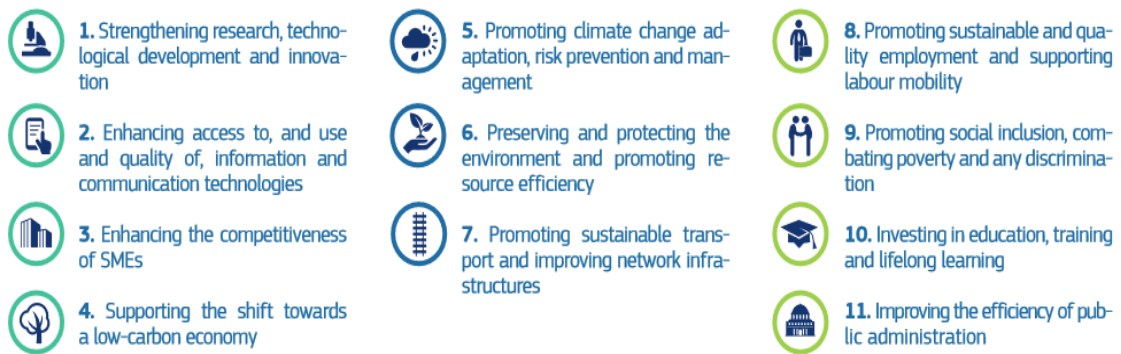 1. Strengthening research, techno-
logical development and innova-
tion
2. Enhancing access to, and use
and quality of, information and
communication technologies
3. Enhancing the competitiveness
of SMEs
4. Supporting the shift towards
a low-carbon economy
5. Promoting climate change ad-
aptation, risk prevention and man-
agement
6. Preserving and protecting the
environment and promoting re-
source efficiency
7. Promoting sustainable trans-
port and improving network infra-
structures
8. Promoting sustainable and qua-
lity employment and supporting
labour mobility
9. Promoting social inclusion, com-
bating poverty and any discrimina-
tion
10. Investing in education, training
and lifelong learning
11. Improving the efficiency of pub-
lic administration